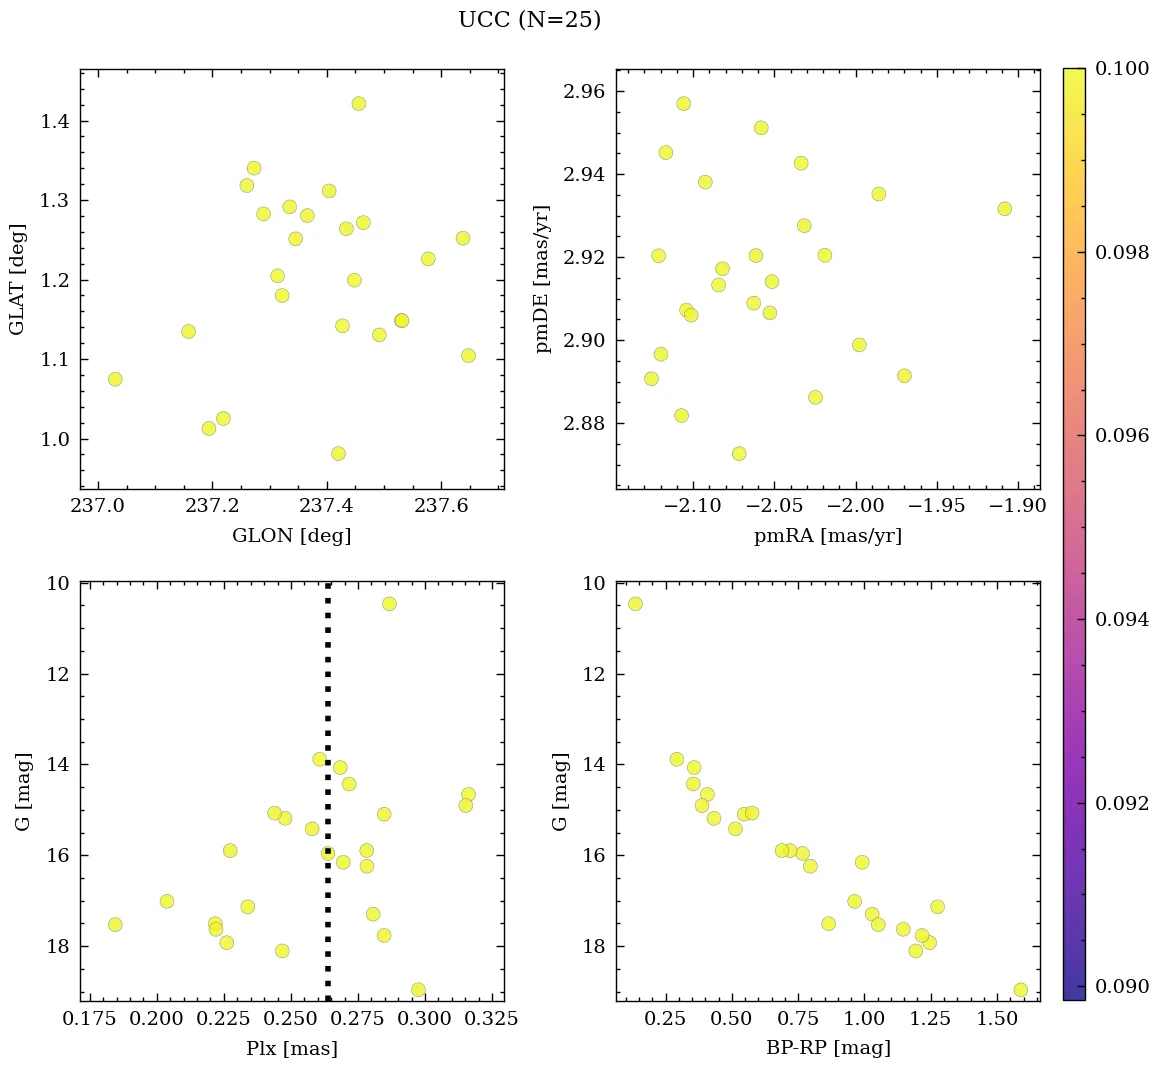 UCC (N=25)
1.4
1.3
1.2
1.1
1.0
GLAT [deg]
237.0 237.2 237.4 237.6
GLON [deg]
2.96
2.94
2.92
2.90
2.88
pmDE [mas/yr]
−2.10 −2.05 −2.00 −1.95 −1.90
pmRA [mas/yr]
0.100
0.098
0.096
0.094
0.092
0.090
10
12
14
16
18
G [mag]
0.175 0.200 0.225 0.250 0.275 0.300 0.325
Plx [mas]
10
12
14
16
18
G [mag]
0.25 0.50 0.75 1.00 1.25 1.50
BP-RP [mag]